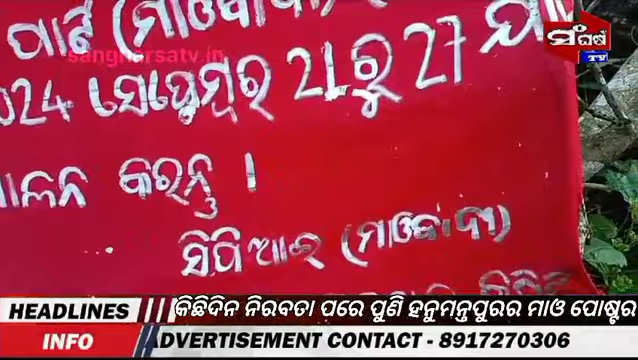 ପାର୍ଟି (ମାଓବାଦୀ)
sangharsatv.in
ସଂଘର୍ଷ
TV
2024 ସେପ୍ଟେମ୍ବର 21 ରୁ 27 ଯା
ପାଳନ କରନ୍ତୁ ।
ସିପିଆଇ (ମାଓବାଦୀ)
HEADLINES
କିଛିଦିନ ନିରବତା ପରେ ପୁଣି ହନୁମନ୍ତପୁରର ମାଓ ପୋଷ୍ଟର
INFO
ADVERTISEMENT CONTACT - 8917270306